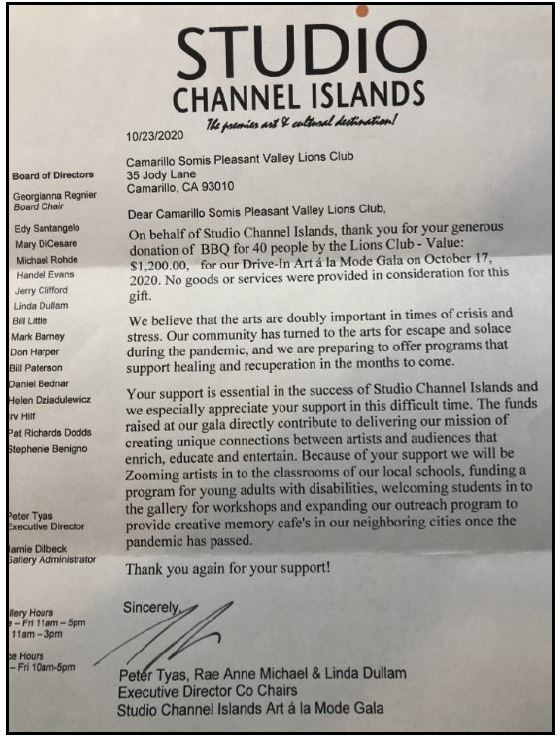 STUDiO
CHANNEL ISLANDS
The premier art & cultural destination!
10/23/2020
Camarillo Somis Pleasant Valley Lions Club
35 Jody Lane
Camarillo, CA 93010
Board of Directors
Georgianna Regnier
Board Chair
Edy Santangelo
Mary DiCesare
Michael Rohde
Handel Evans
Jerry Clifford
Linda Dullam
Bill Little
Mark Barney
Don Harper
Bill Paterson
Daniel Bednar
Helen Dziadulewicz
Irv Hilf
Pat Richards Dodds
Stephenie Benigno
Peter Tyas
Executive Director
Jamie Dilbeck
Gallery Administrator
llery Hours
– Fri 11am – 5pm
11am – 3pm
ce Hours
– Fri 10am-5pm
Dear Camarillo Somis Pleasant Valley Lions Club,
On behalf of Studio Channel Islands, thank you for your generous
donation of BBQ for 40 people by the Lions Club - Value:
$1,200.00, for our Drive-In Art á la Mode Gala on October 17,
2020. No goods or services were provided in consideration for this
gift.
We believe that the arts are doubly important in times of crisis and
stress. Our community has turned to the arts for escape and solace
during the pandemic, and we are preparing to offer programs that
support healing and recuperation in the months to come.
Your support is essential in the success of Studio Channel Islands and
we especially appreciate your support in this difficult time. The funds
raised at our gala directly contribute to delivering our mission of
creating unique connections between artists and audiences that
enrich, educate and entertain. Because of your support we will be
Zooming artists in to the classrooms of our local schools, funding a
program for young adults with disabilities, welcoming students in to
the gallery for workshops and expanding our outreach program to
provide creative memory cafe's in our neighboring cities once the
pandemic has passed.
Thank you again for your support!
Sincerely,
Peter Tyas, Rae Anne Michael & Linda Dullam
Executive Director Co Chairs
Studio Channel Islands Art á la Mode Gala